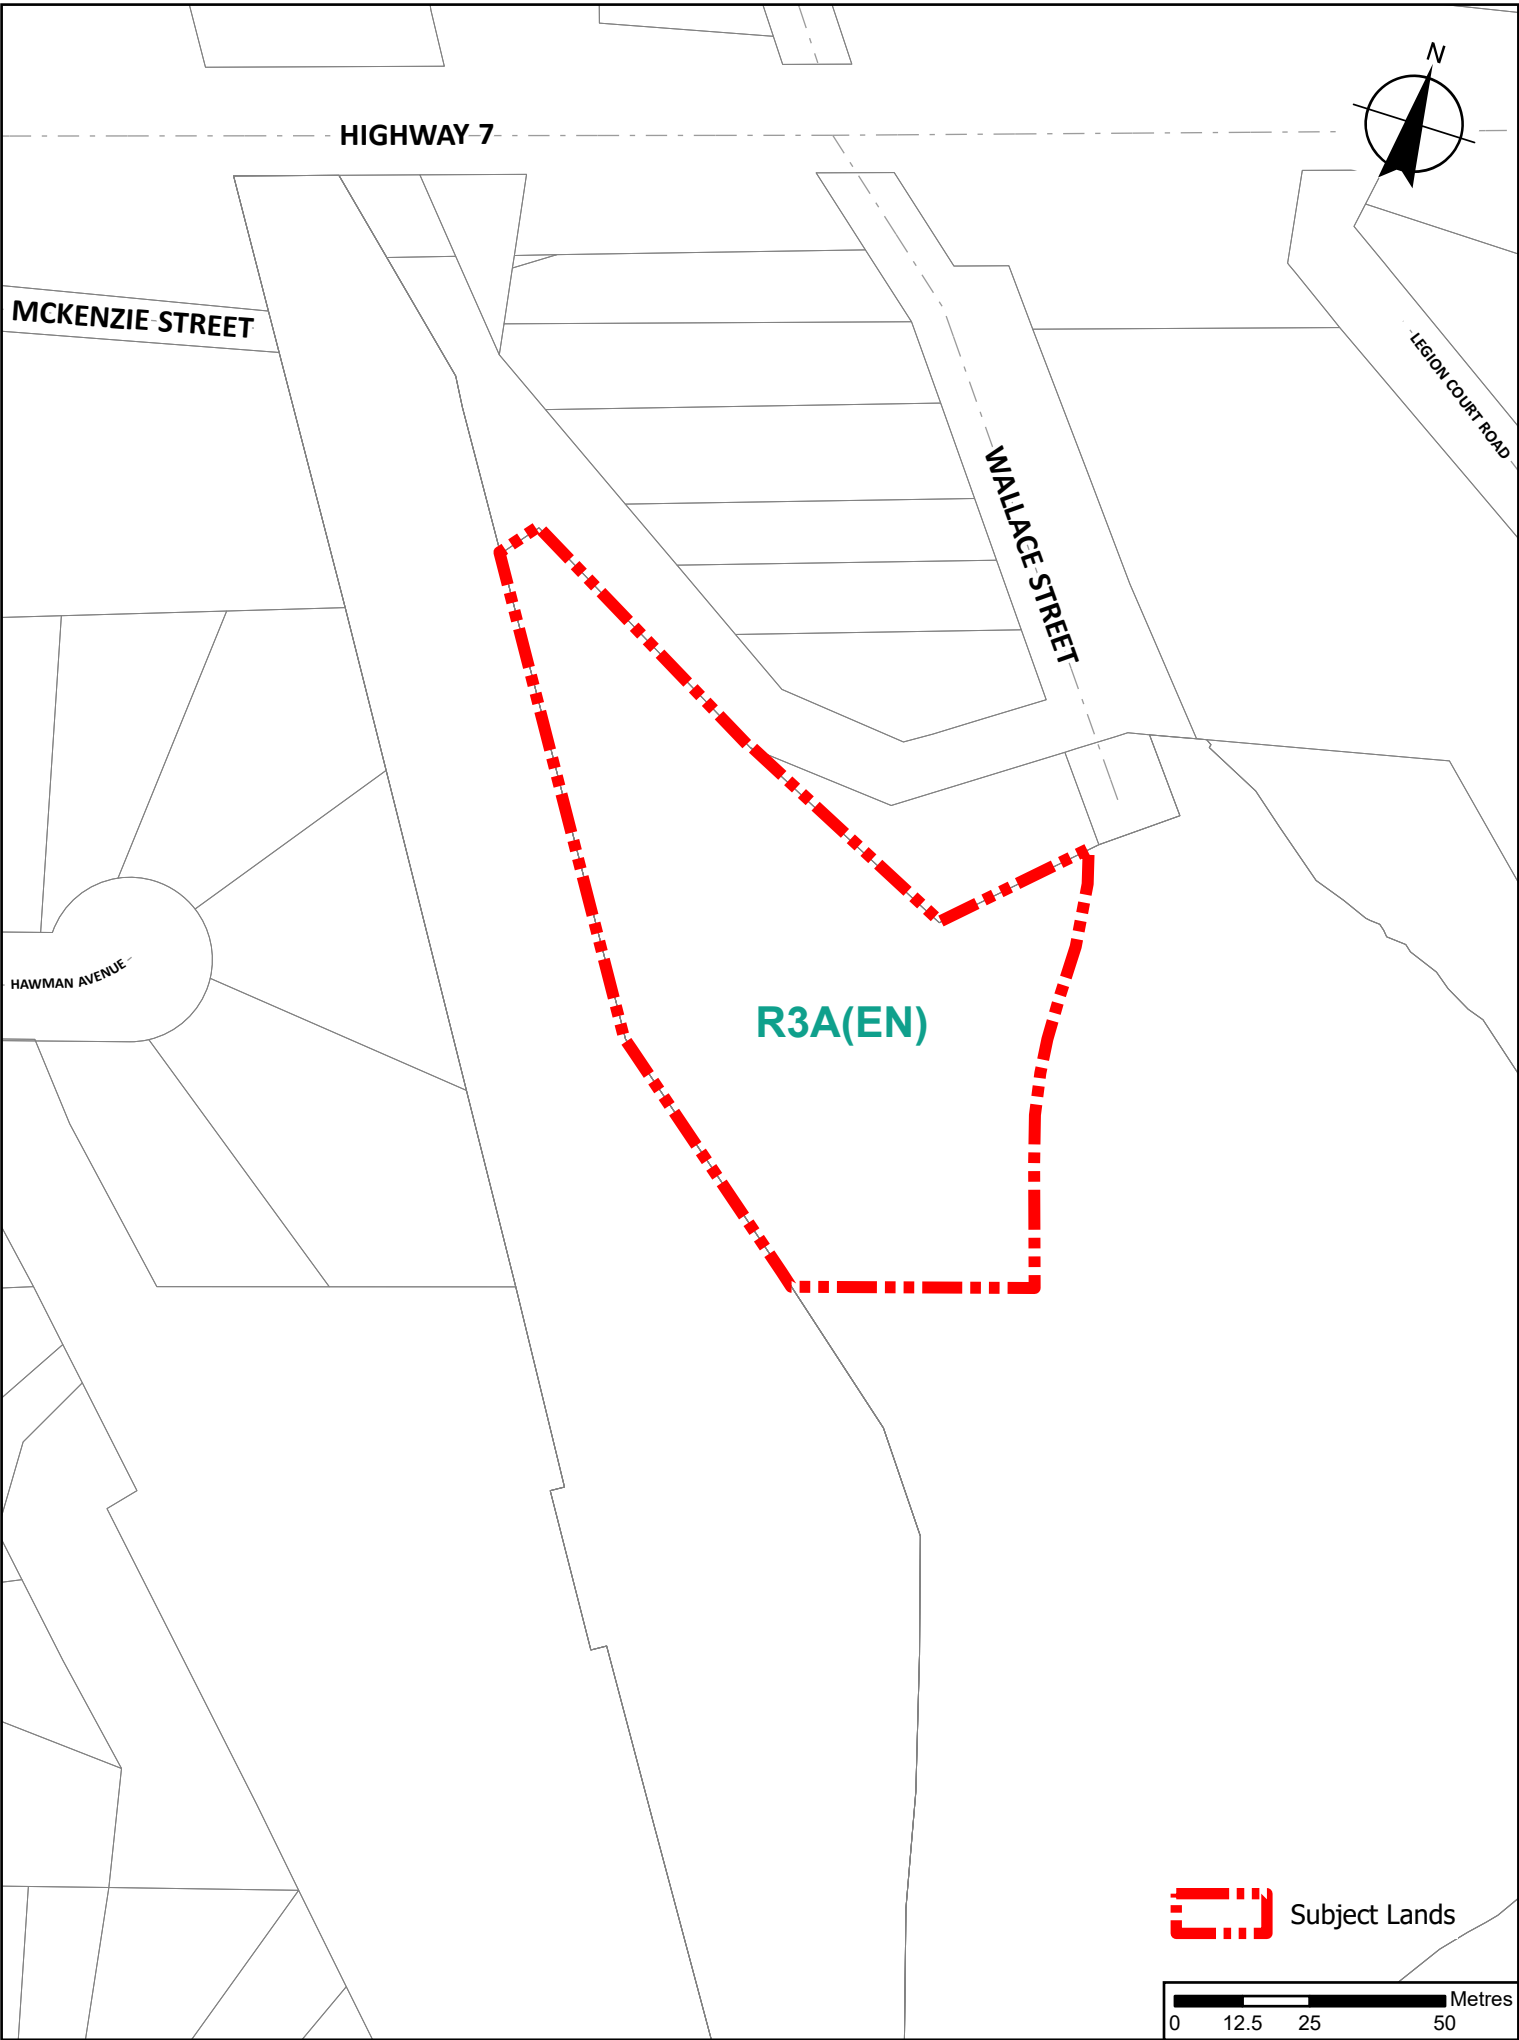 N
HIGHWAY 7
MCKENZIE STREET
LEGION COURT ROAD
WALLACE STREET
HAWMAN AVENUE
R3A(EN)
Subject Lands
Metres
0 12.5 25 50